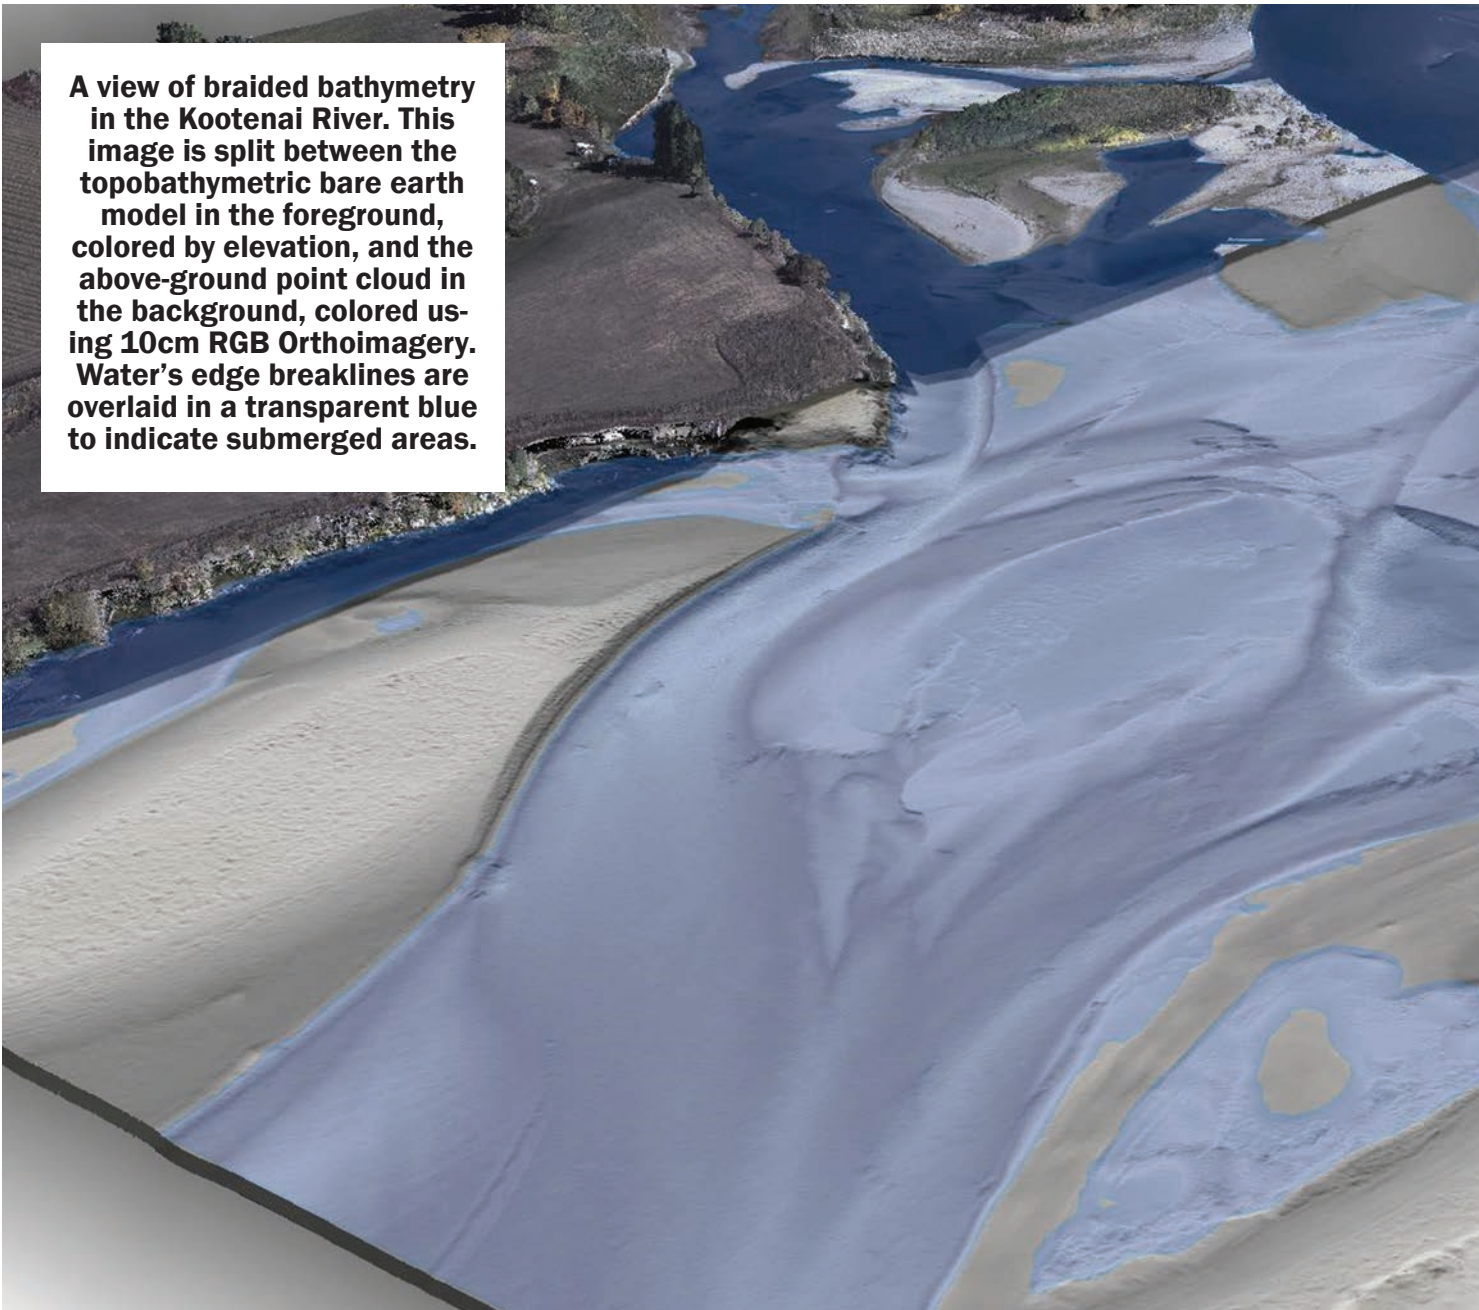 A view of braided bathymetry
in the Kootenai River. This
image is split between the
topobathymetric bare earth
model in the foreground,
colored by elevation, and the
above-ground point cloud in
the background, colored us-
ing 10cm RGB Orthoimagery.
Water’s edge breaklines are
overlaid in a transparent blue
to indicate submerged areas.